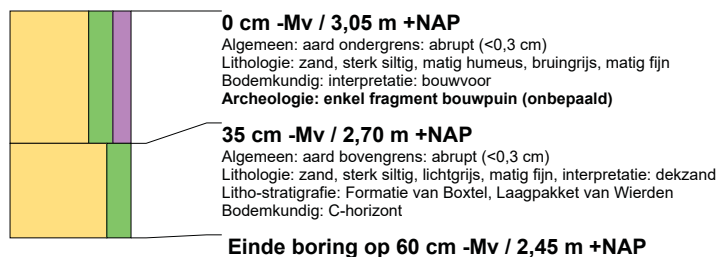 0 cm -Mv / 3,05 m +NAP
Algemeen: aard ondergrens: abrupt (<0,3 cm)
Lithologie: zand, sterk siltig, matig humeus, bruingrijs, matig fijn
Bodemkundig: interpretatie: bouwvoor
Archeologie: enkel fragment bouwpuin (onbepaald)
35 cm -Mv / 2,70 m +NAP
Algemeen: aard bovengrens: abrupt (<0,3 cm)
Lithologie: zand, sterk siltig, lichtgrijs, matig fijn, interpretatie: dekzand
Litho-stratigrafie: Formatie van Boxtel, Laagpakket van Wierden
Bodemkundig: C-horizont
Einde boring op 60 cm -Mv / 2,45 m +NAP